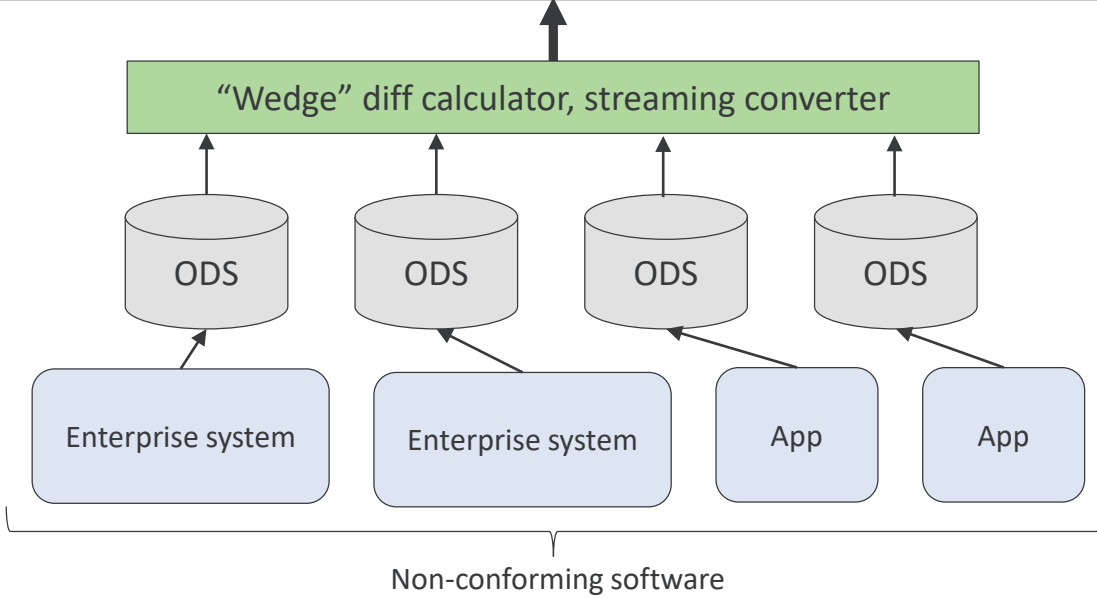 “Wedge” diff calculator, streaming converter
ODS
ODS
ODS
ODS
Enterprise system
Enterprise system
App
App
Non-conforming software